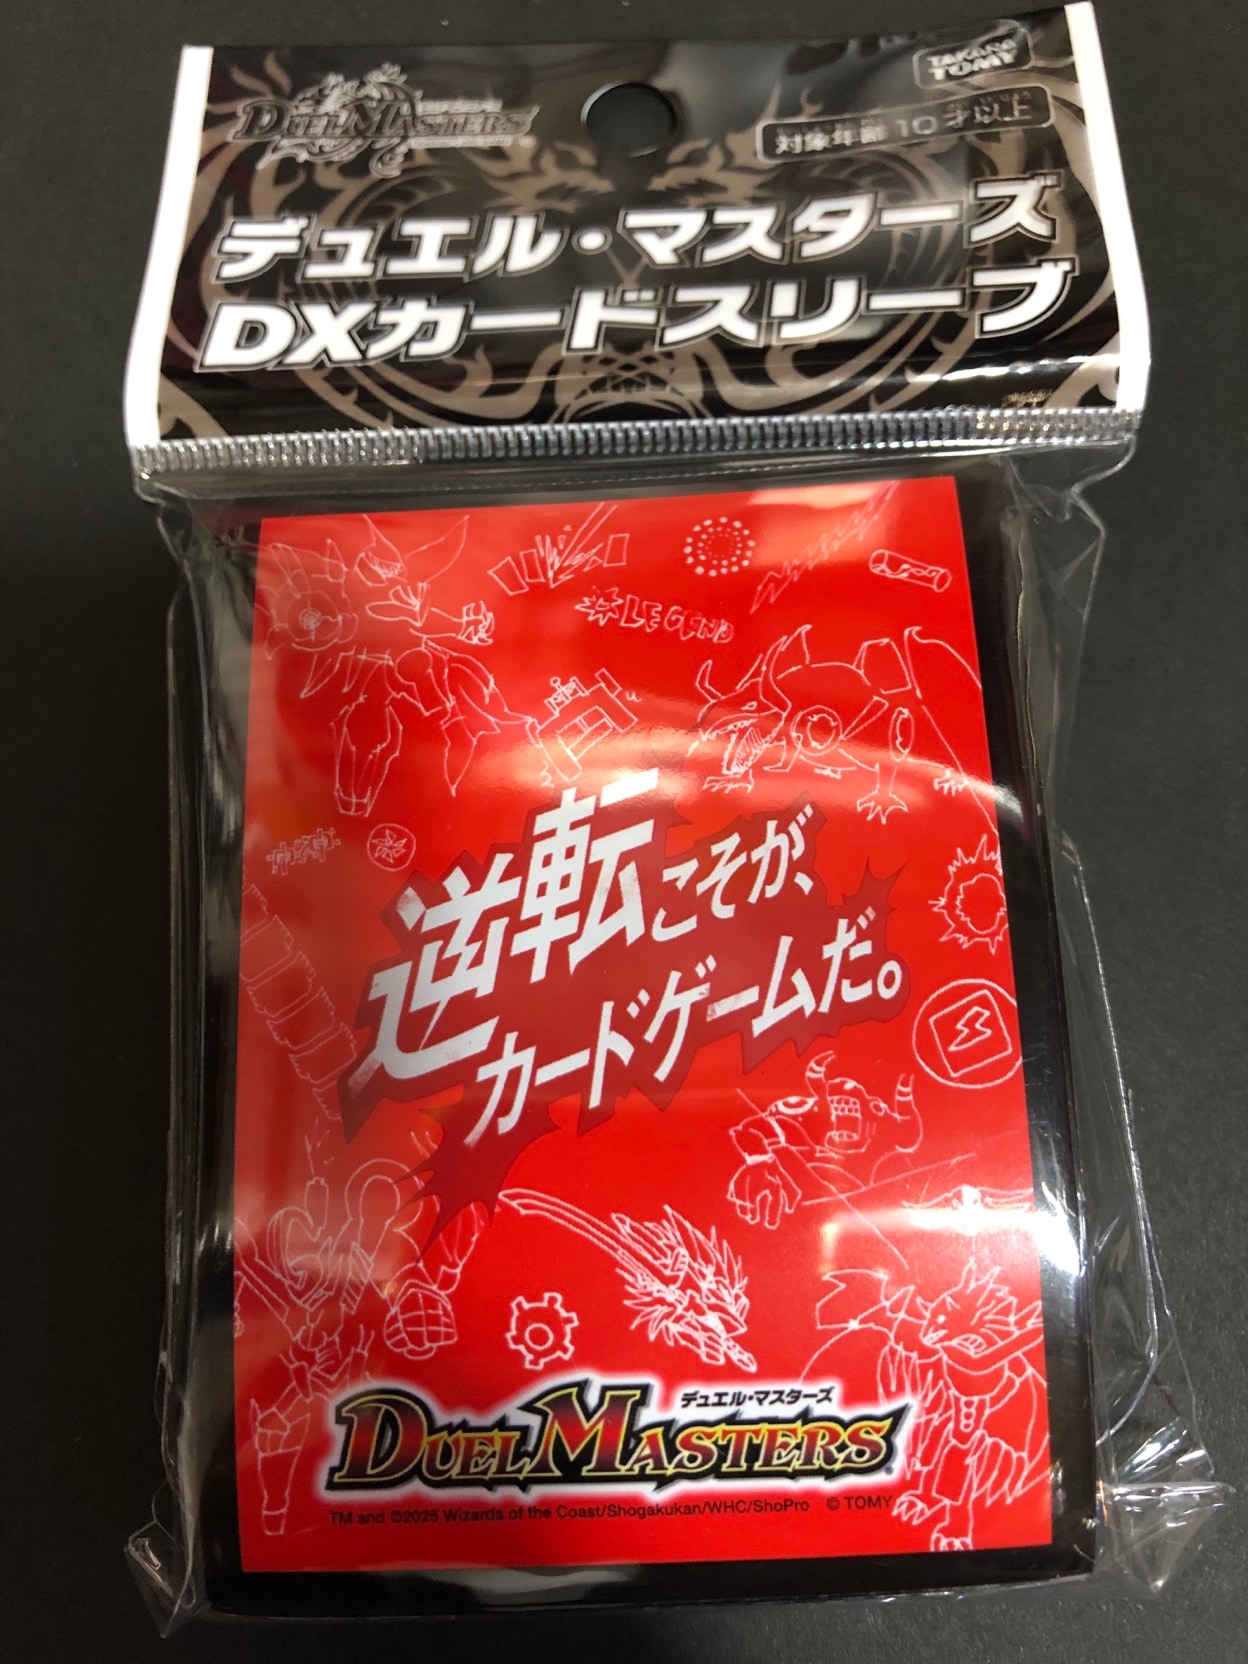 DUEL MASTERS
TAKARA TOMY
対象年齢 10才以上
デュエル・マスターズ
DXカードスリーブ
LEGEND
逆転こそが、
カードゲームだ。
デュエル・マスターズ
DUEL MASTERS
TM and ©2025 Wizards of the Coast/Shogakukan/WHC/ShoPro © TOMY